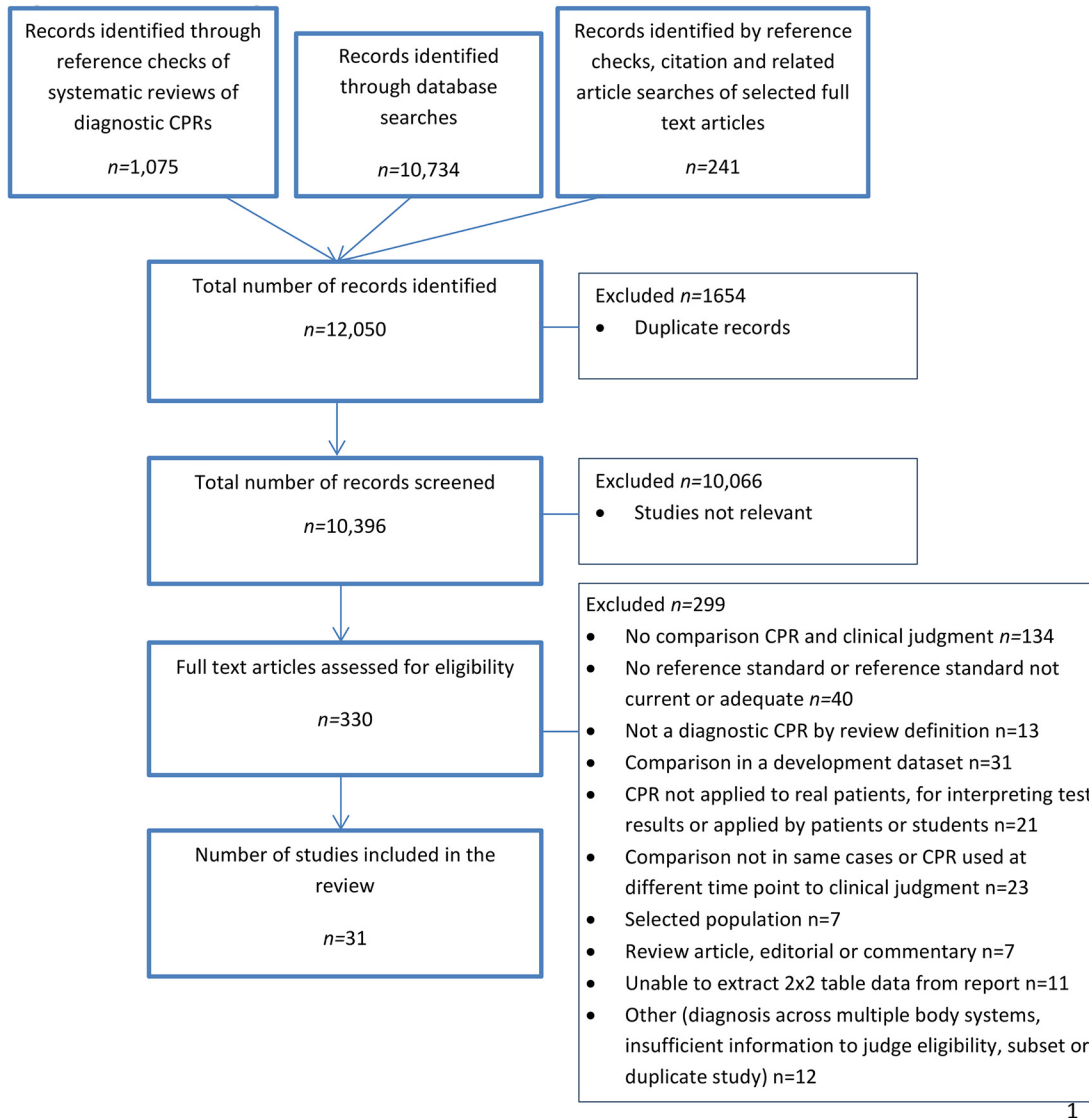 Records identified through
reference checks of
systematic reviews of
diagnostic CPRs
n=1,075
Records identified
through database
searches
n=10,734
Records identified by reference
checks, citation and related
article searches of selected full
text articles
n=241
Total number of records identified
n=12,050
Excluded n=1654
• Duplicate records
Total number of records screened
n=10,396
Excluded n=10,066
• Studies not relevant
Full text articles assessed for eligibility
n=330
Excluded n=299
• No comparison CPR and clinical judgment n=134
• No reference standard or reference standard not
current or adequate n=40
• Not a diagnostic CPR by review definition n=13
• Comparison in a development dataset n=31
• CPR not applied to real patients, for interpreting test
results or applied by patients or students n=21
• Comparison not in same cases or CPR used at
different time point to clinical judgment n=23
• Selected population n=7
• Review article, editorial or commentary n=7
• Unable to extract 2x2 table data from report n=11
• Other (diagnosis across multiple body systems,
insufficient information to judge eligibility, subset or
duplicate study) n=12
Number of studies included in the
review
n=31
1